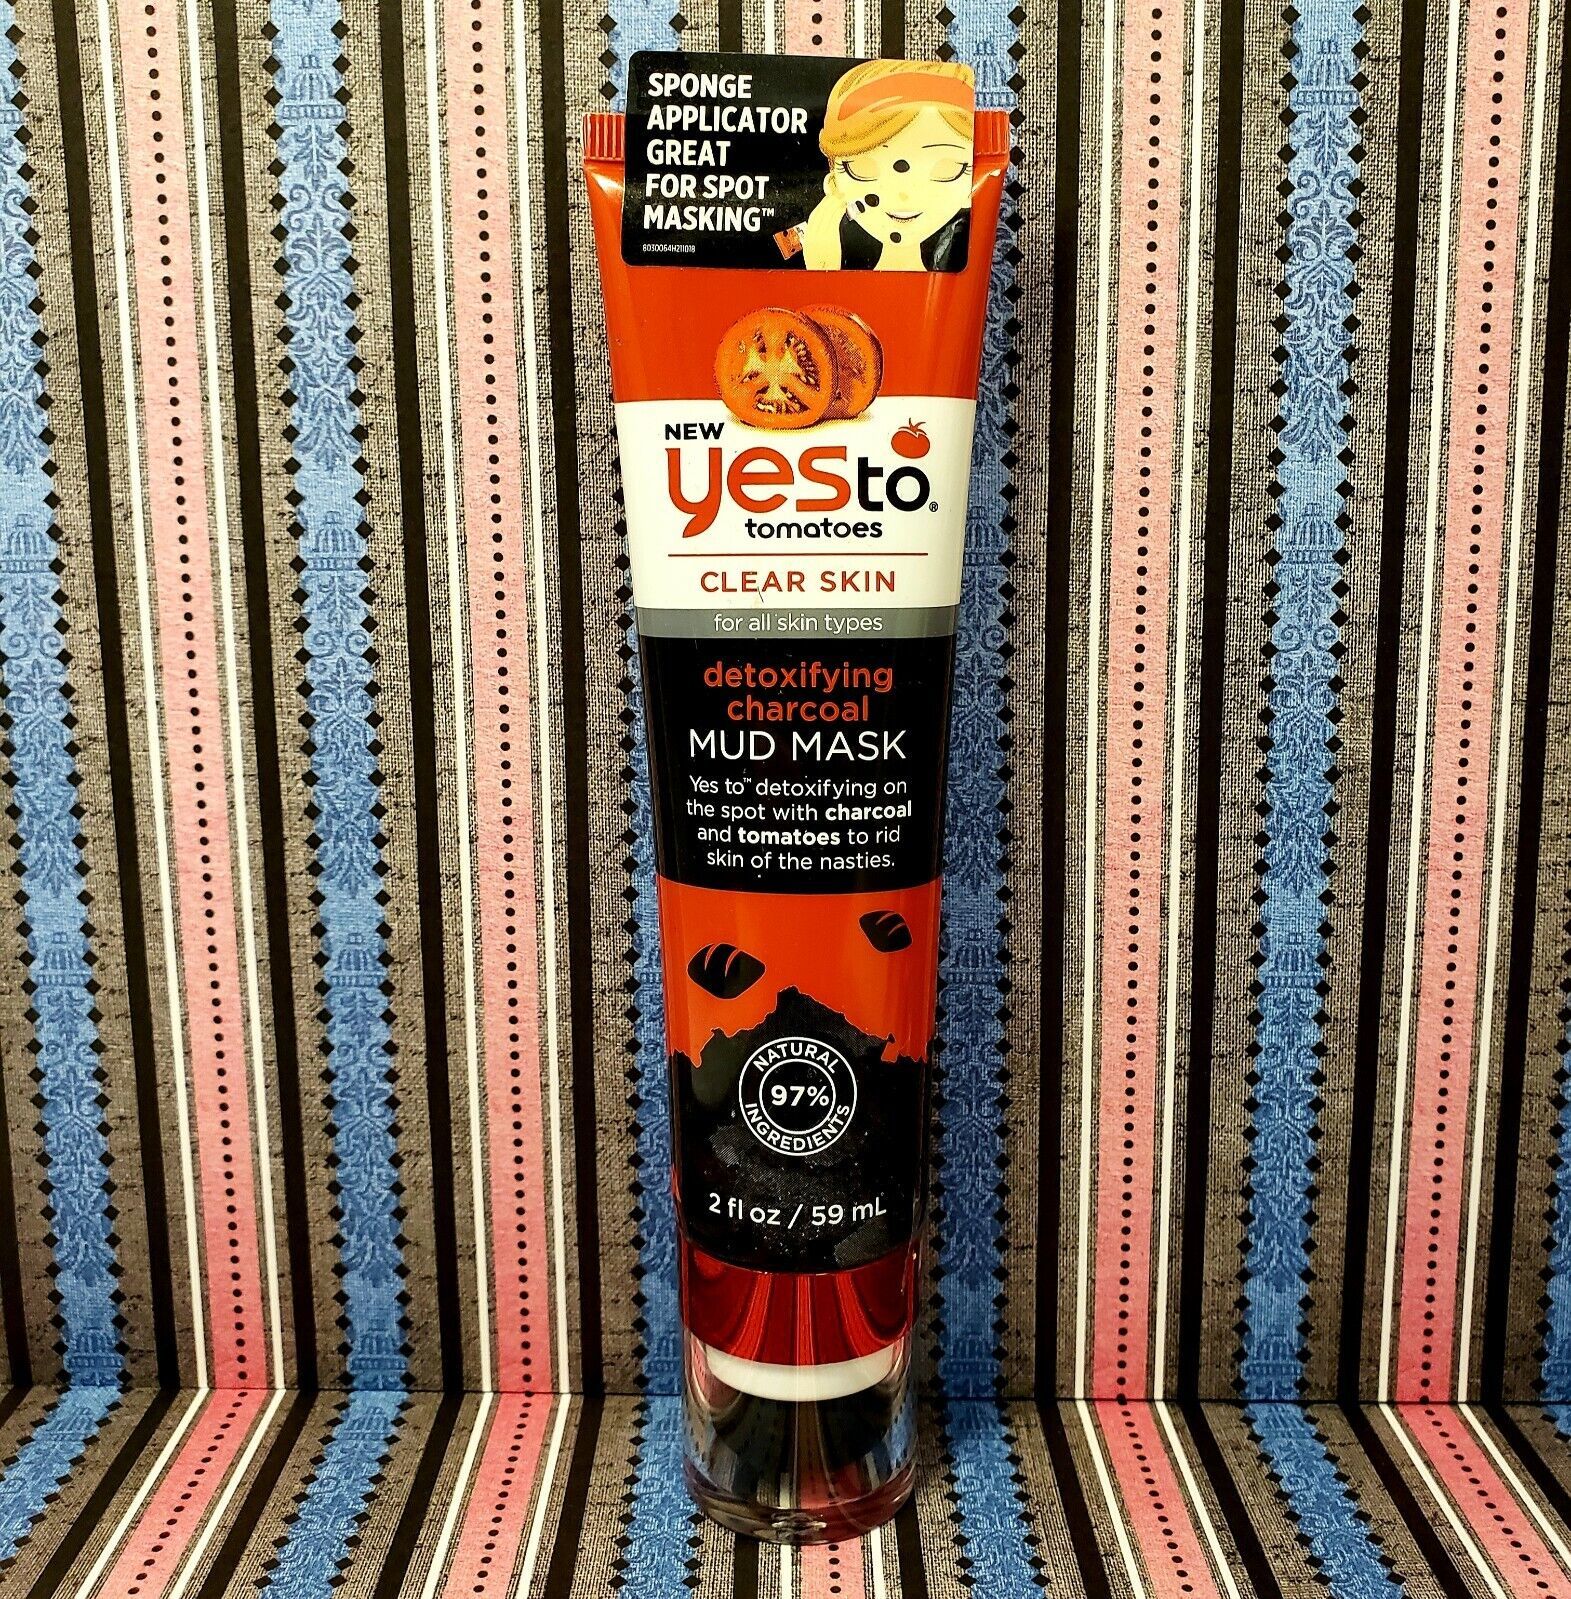 SPONGE
APPLICATOR
GREAT
FOR SPOT
MASKING™
8030064H211018
NEW
yes to®
tomatoes
CLEAR SKIN
for all skin types
detoxifying
charcoal
MUD MASK
Yes to™ detoxifying on
the spot with charcoal
and tomatoes to rid
skin of the nasties.
NATURAL
97%
INGREDIENTS
2 fl oz / 59 mL